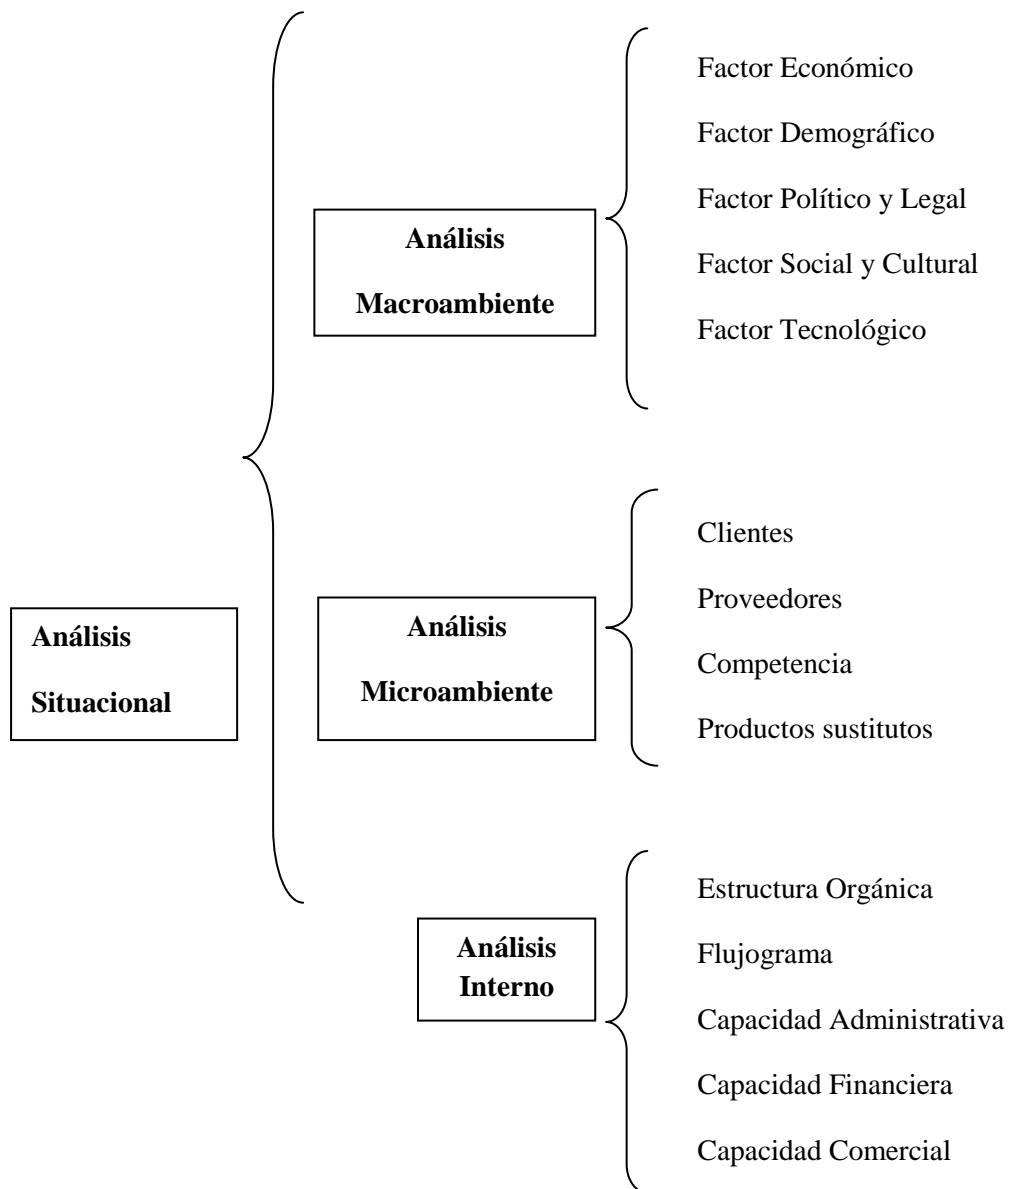 Análisis
Situacional
Análisis
Macroambiente
Factor Económico
Factor Demográfico
Factor Político y Legal
Factor Social y Cultural
Factor Tecnológico
Análisis
Microambiente
Clientes
Proveedores
Competencia
Productos sustitutos
Análisis
Interno
Estructura Orgánica
Flujograma
Capacidad Administrativa
Capacidad Financiera
Capacidad Comercial